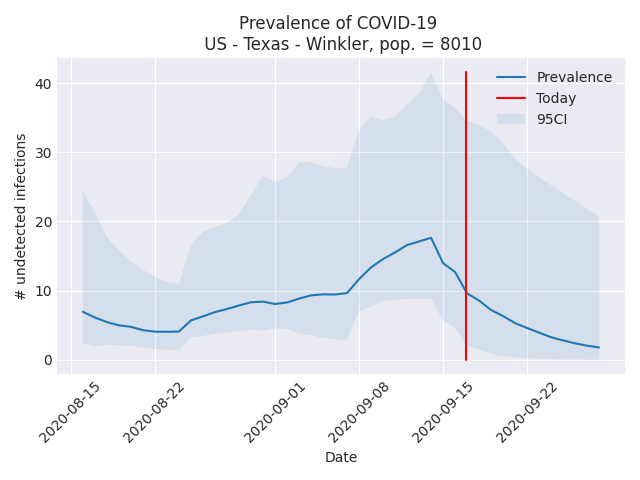 Prevalence of COVID-19
US - Texas - Winkler, pop. = 8010
# undetected infections
40
30
20
10
0
Prevalence
Today
95CI
2020-08-15
2020-08-22
2020-09-01
2020-09-08
2020-09-15
2020-09-22
Date